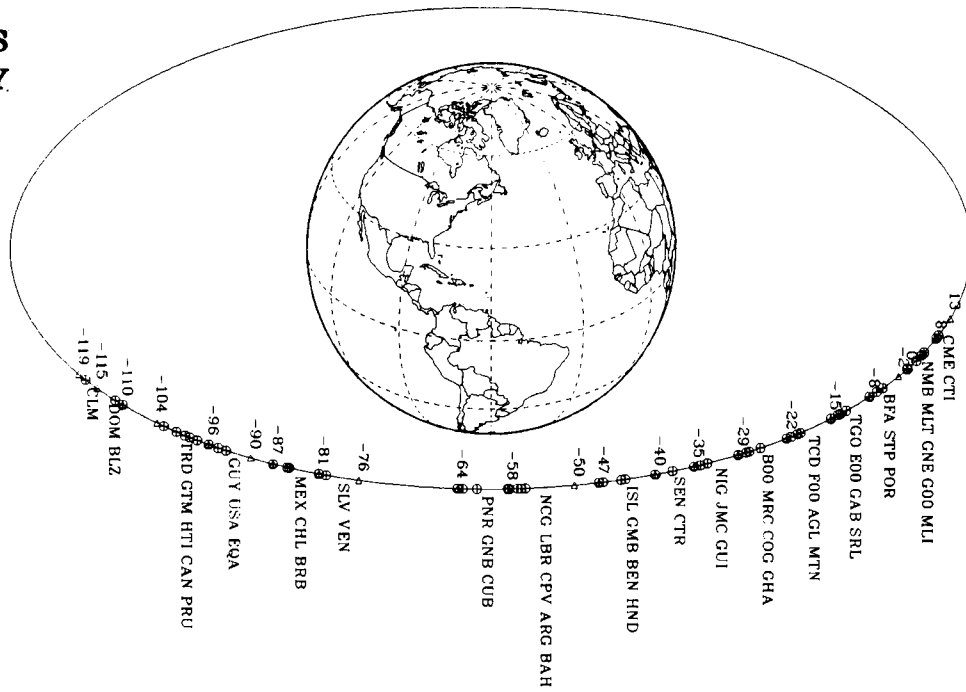 S
Y
13
CME CTI
NMB MLT GNE G00 MLI
-2
-8
BFA STP POR
-15
TGO E00 GAB SRL
-22
TCD F00 AGL MTN
-29
B00 MRC COG GHA
-35
NIG JMC GUI
-40
SEN CTR
-47
ISL GMB BEN HND
-50
NCG LBR CPV ARG BAH
-58
PNR GNB CUB
-64
-76
SLV VEN
-81
MEX CHL BRB
-87
-90
GUY USA EQA
-96
TRD GTM HTI CAN PRU
-104
-110
DOM BLZ
-115
CLM
-119